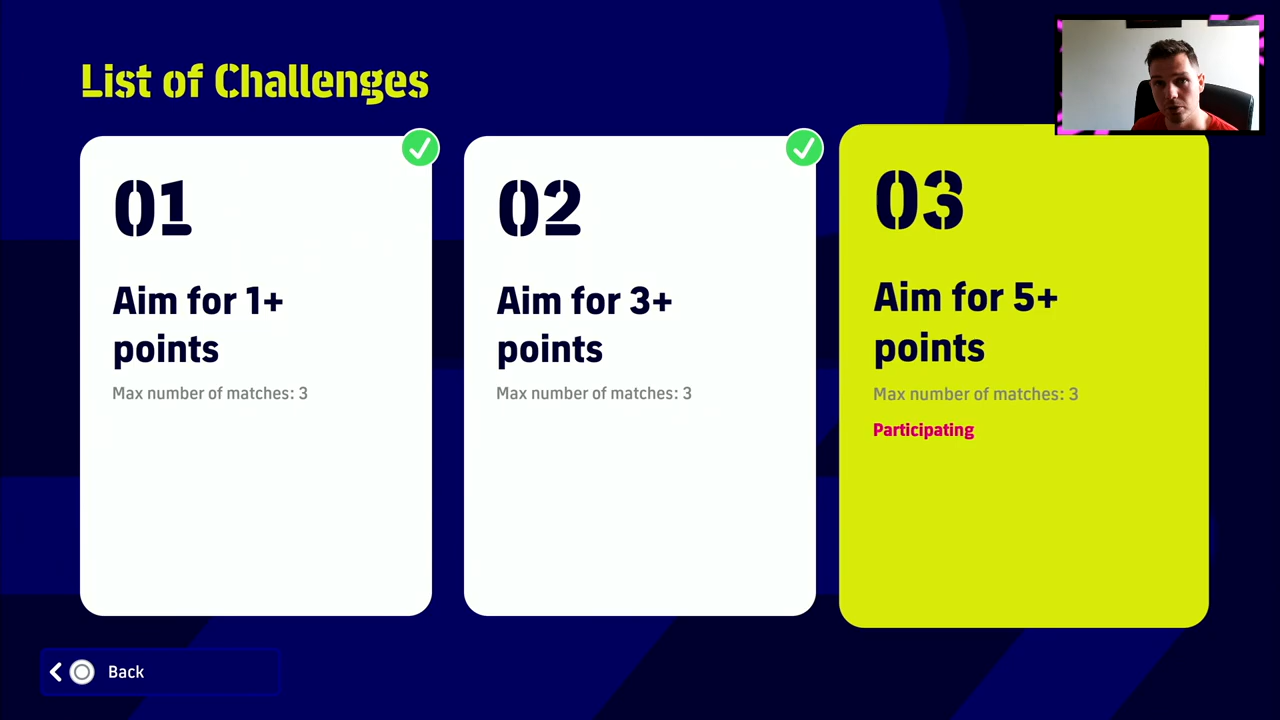 List of Challenges
01
Aim for 1+
points
Max number of matches: 3
02
Aim for 3+
points
Max number of matches: 3
03
Aim for 5+
points
Max number of matches: 3
Participating
Back